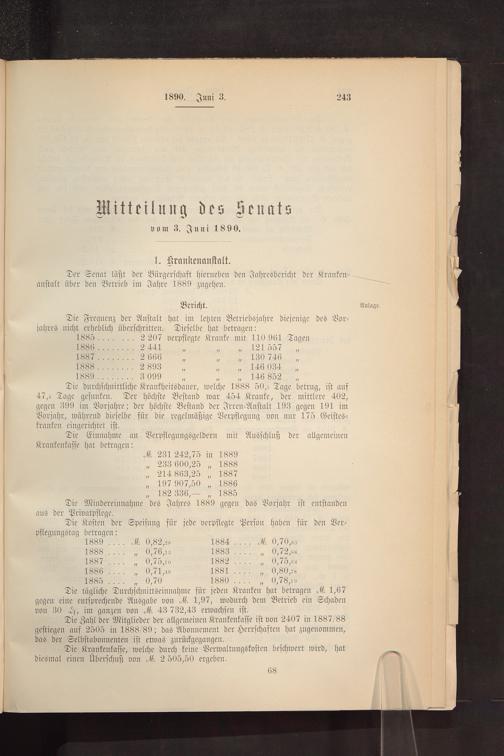 1890. Juni 3. 243
Mitteilung des Senats
vom 3. Juni 1890.
1. Krankenanstalt.
Der Senat läßt der Bürgerschaft hierneben den Jahresbericht der Kranken-
anstalt über den Betrieb im Jahre 1889 zugehen.
Bericht.
Anlage.
Die Frequenz der Anstalt hat im letzten Betriebsjahre diejenige des Vor-
jahres nicht erheblich überschritten. Dieselbe hat betragen:
1885 . . . . . . . . 2 207 verpflegte Kranke mit 110 961 Tagen
1886 . . . . . . . . 2 441 „ „ „ 121 557 „
1887 . . . . . . . . 2 666 „ „ „ 130 746 „
1888 . . . . . . . . 2 893 „ „ „ 146 034 „
1889 . . . . . . . . 3 099 „ „ „ 146 852 „
Die durchschnittliche Krankheitsdauer, welche 1888 50, Tage betrug, ist auf
47, Tage gesunken. Der höchste Bestand war 454 Kranke, der mittlere 402,
gegen 399 im Vorjahre; der höchste Bestand der Irren-Anstalt 193 gegen 191 im
Vorjahr, während dieselbe für die regelmäßige Verpflegung von nur 175 Geistes-
kranken eingerichtet ist.
Die Einnahme an Verpflegungsgeldern mit Ausschluß der allgemeinen
Krankenkasse hat betragen:
ℳ 231 242,75 in 1889
„ 233 600,25 „ 1888
„ 214 863,25 „ 1887
„ 197 907,50 „ 1886
„ 182 336,— „ 1885
Die Mindereinnahme des Jahres 1889 gegen das Vorjahr ist entstanden
aus der Privatpflege.
Die Kosten der Speisung für jede verpflegte Person haben für den Ver-
pflegungstag betragen:
1889 . . . . ℳ 0,82, 1884 . . . . ℳ 0,70,
1888 . . . . „ 0,76, 1883 . . . . „ 0,72,
1887 . . . . „ 0,75, 1882 . . . . „ 0,75,
1886 . . . . „ 0,71, 1881 . . . . „ 0,80,
1885 . . . . „ 0,70 1880 . . . . „ 0,78,
Die tägliche Durchschnittseinnahme für jeden Kranken hat betragen ℳ 1,67
gegen eine entsprechende Ausgabe von ℳ 1,97, wodurch dem Betrieb ein Schaden
von 30 ₰, im ganzen von ℳ 43 732,43 erwachsen ist.
Die Zahl der Mitglieder der allgemeinen Krankenkasse ist von 2407 in 1887/88
gestiegen auf 2505 in 1888/89; das Abonnement der Herrschaften hat zugenommen,
das der Selbstabonnenten ist etwas zurückgegangen.
Die Krankenkasse, welche durch keine Verwaltungskosten beschwert wird, hat
diesmal einen Überschuß von ℳ 2 505,50 ergeben.
68